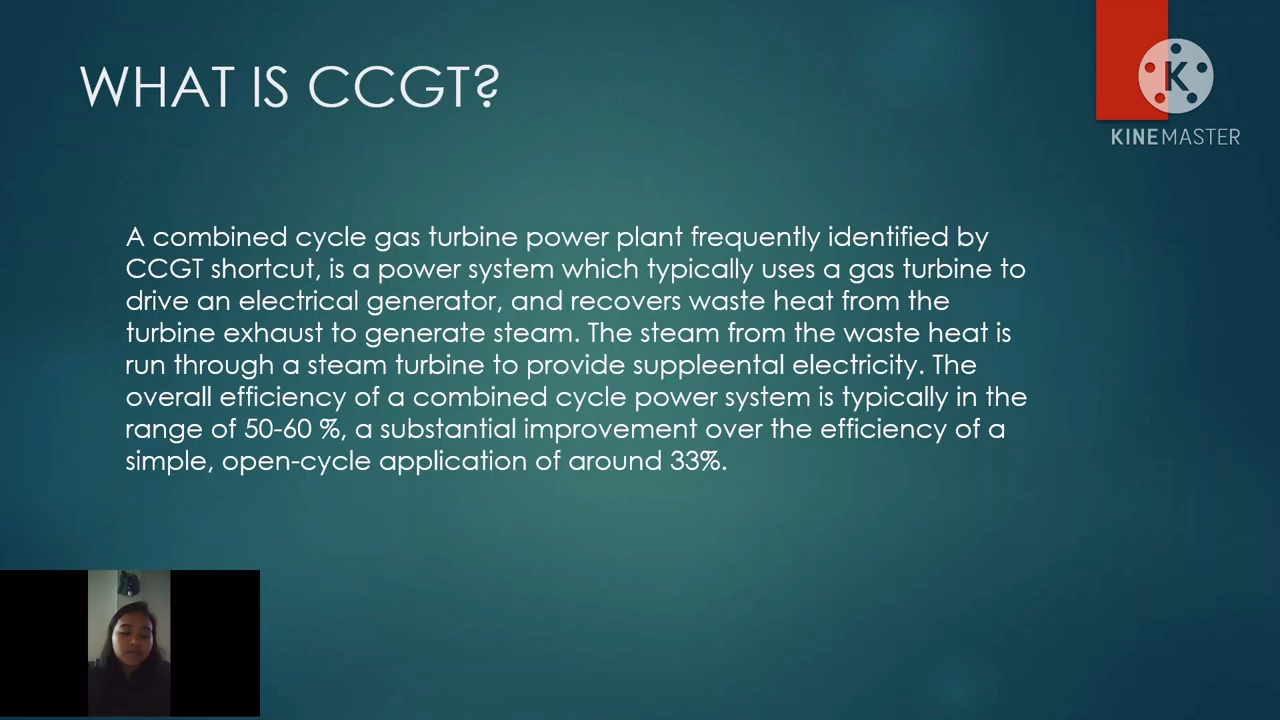 WHAT IS CCGT?
K
KINEMASTER
A combined cycle gas turbine power plant frequently identified by
CCGT shortcut, is a power system which typically uses a gas turbine to
drive an electrical generator, and recovers waste heat from the
turbine exhaust to generate steam. The steam from the waste heat is
run through a steam turbine to provide suppleental electricity. The
overall efficiency of a combined cycle power system is typically in the
range of 50-60 %, a substantial improvement over the efficiency of a
simple, open-cycle application of around 33%.